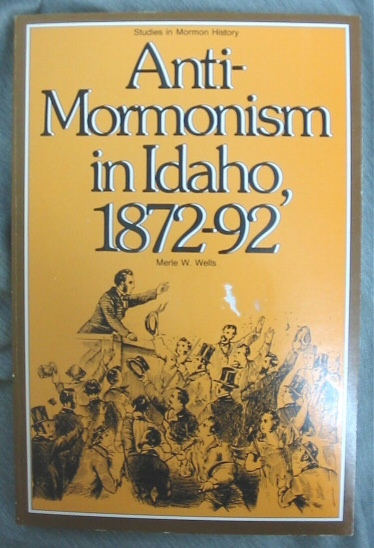 Studies in Mormon History
Anti-
Mormonism
in Idaho,
1872-92
Merle W. Wells